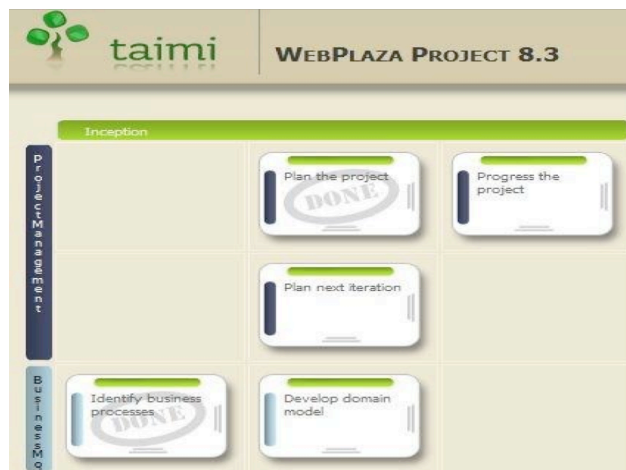 taimi
WEBPLAZA PROJECT 8.3
Inception
ProjectManagement
Plan the project
DONE
Progress the
project
Plan next iteration
BusinessMo
Identify business
processes
DONE
Develop domain
model